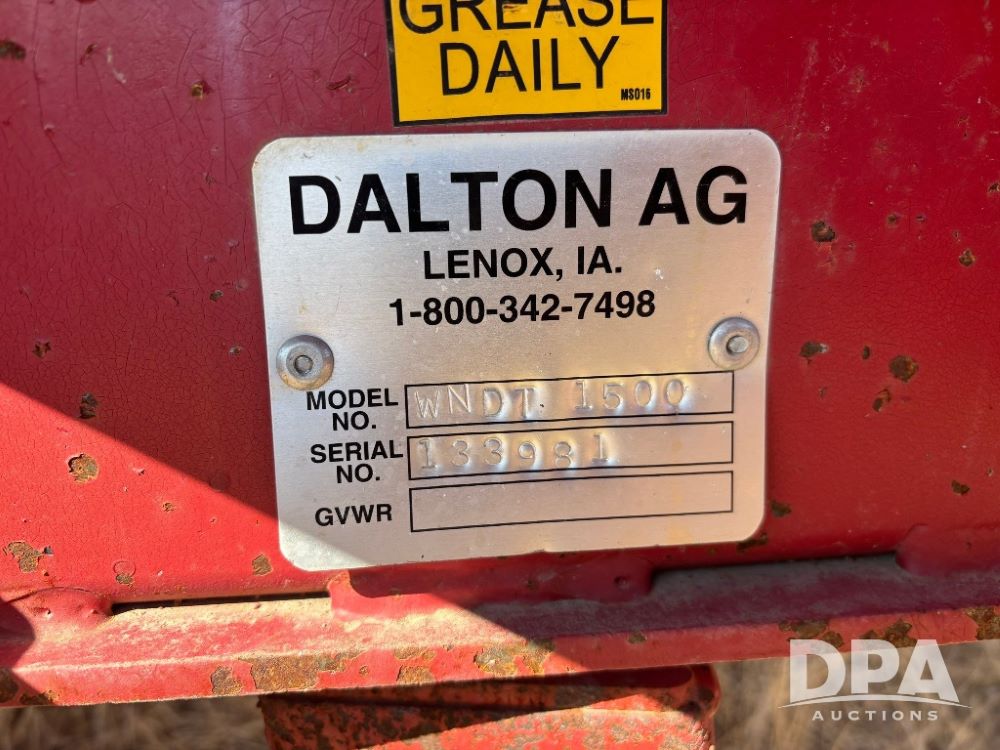 GREASE
DAILY
MS016
DALTON AG
LENOX, IA.
1-800-342-7498
MODEL NO. WNDT 1500
SERIAL NO. 133981
GVWR
DPA
AUCTIONS